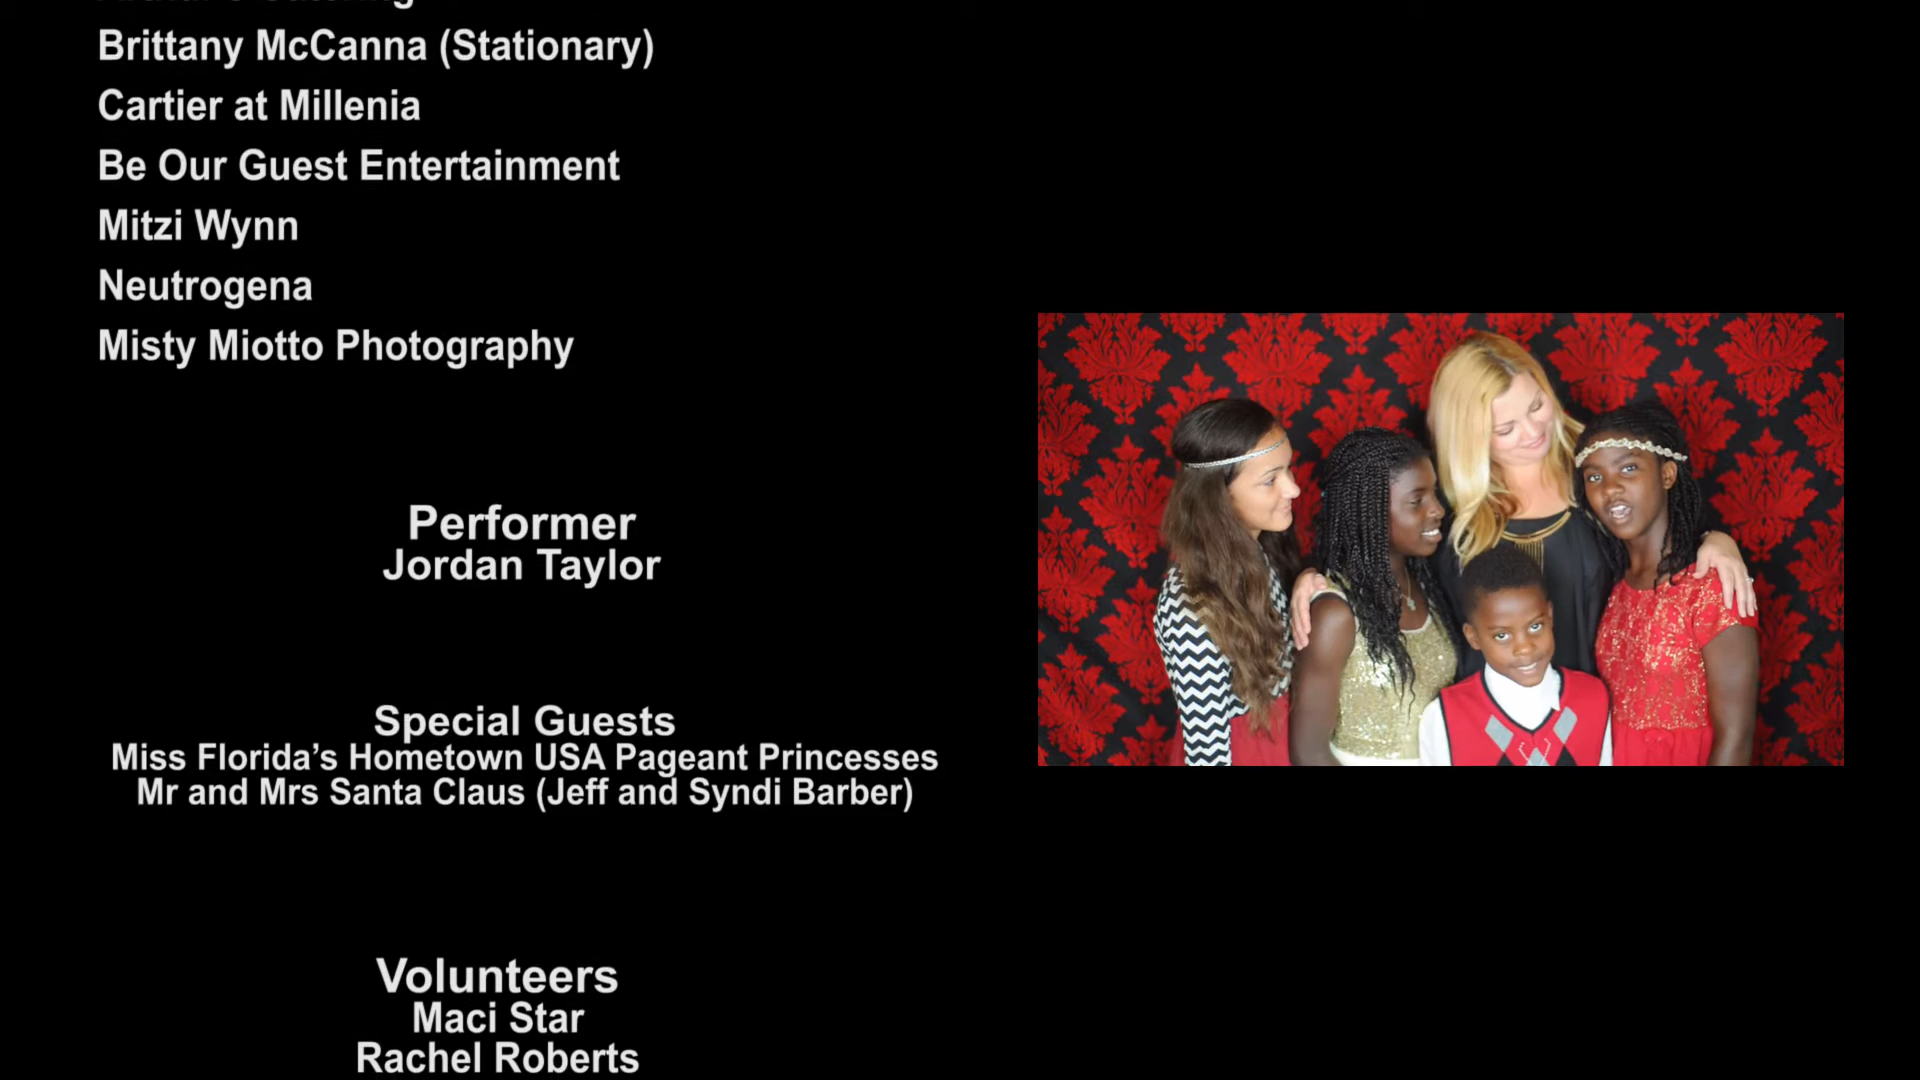 Brittany McCanna (Stationary)
Cartier at Millenia
Be Our Guest Entertainment
Mitzi Wynn
Neutrogena
Misty Miotto Photography
Performer
Jordan Taylor
Special Guests
Miss Florida’s Hometown USA Pageant Princesses
Mr and Mrs Santa Claus (Jeff and Syndi Barber)
Volunteers
Maci Star
Rachel Roberts